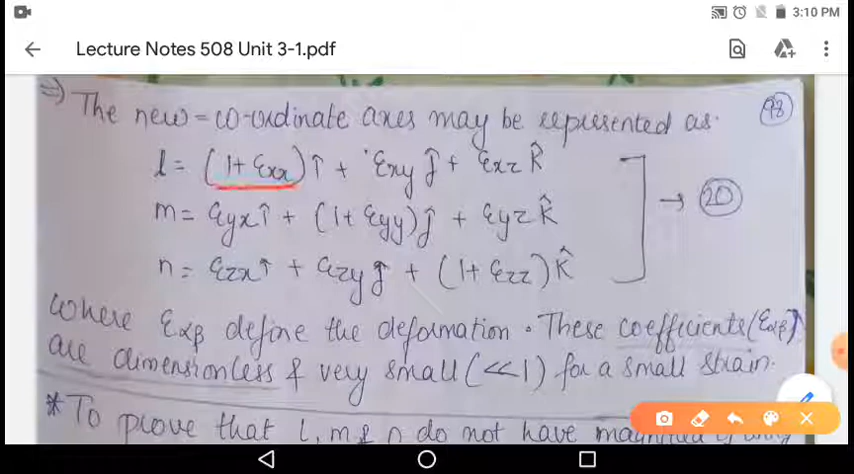 3:10 PM
Lecture Notes 508 Unit 3-1.pdf
=) The new-co-ordinate axes may be represented as. (98)
l = (1+ εxx) î + εxy ĵ + εxz k̂
m = εyx î + (1+ εyy) ĵ + εyz k̂ → (20)
n = εzx î + εzy ĵ + (1+ εzz) k̂
where εαβ define the deformation. These coefficients (εαβ)
are dimensionless & very small (<<1) for a small strain.
*To prove that l, m & n do not have